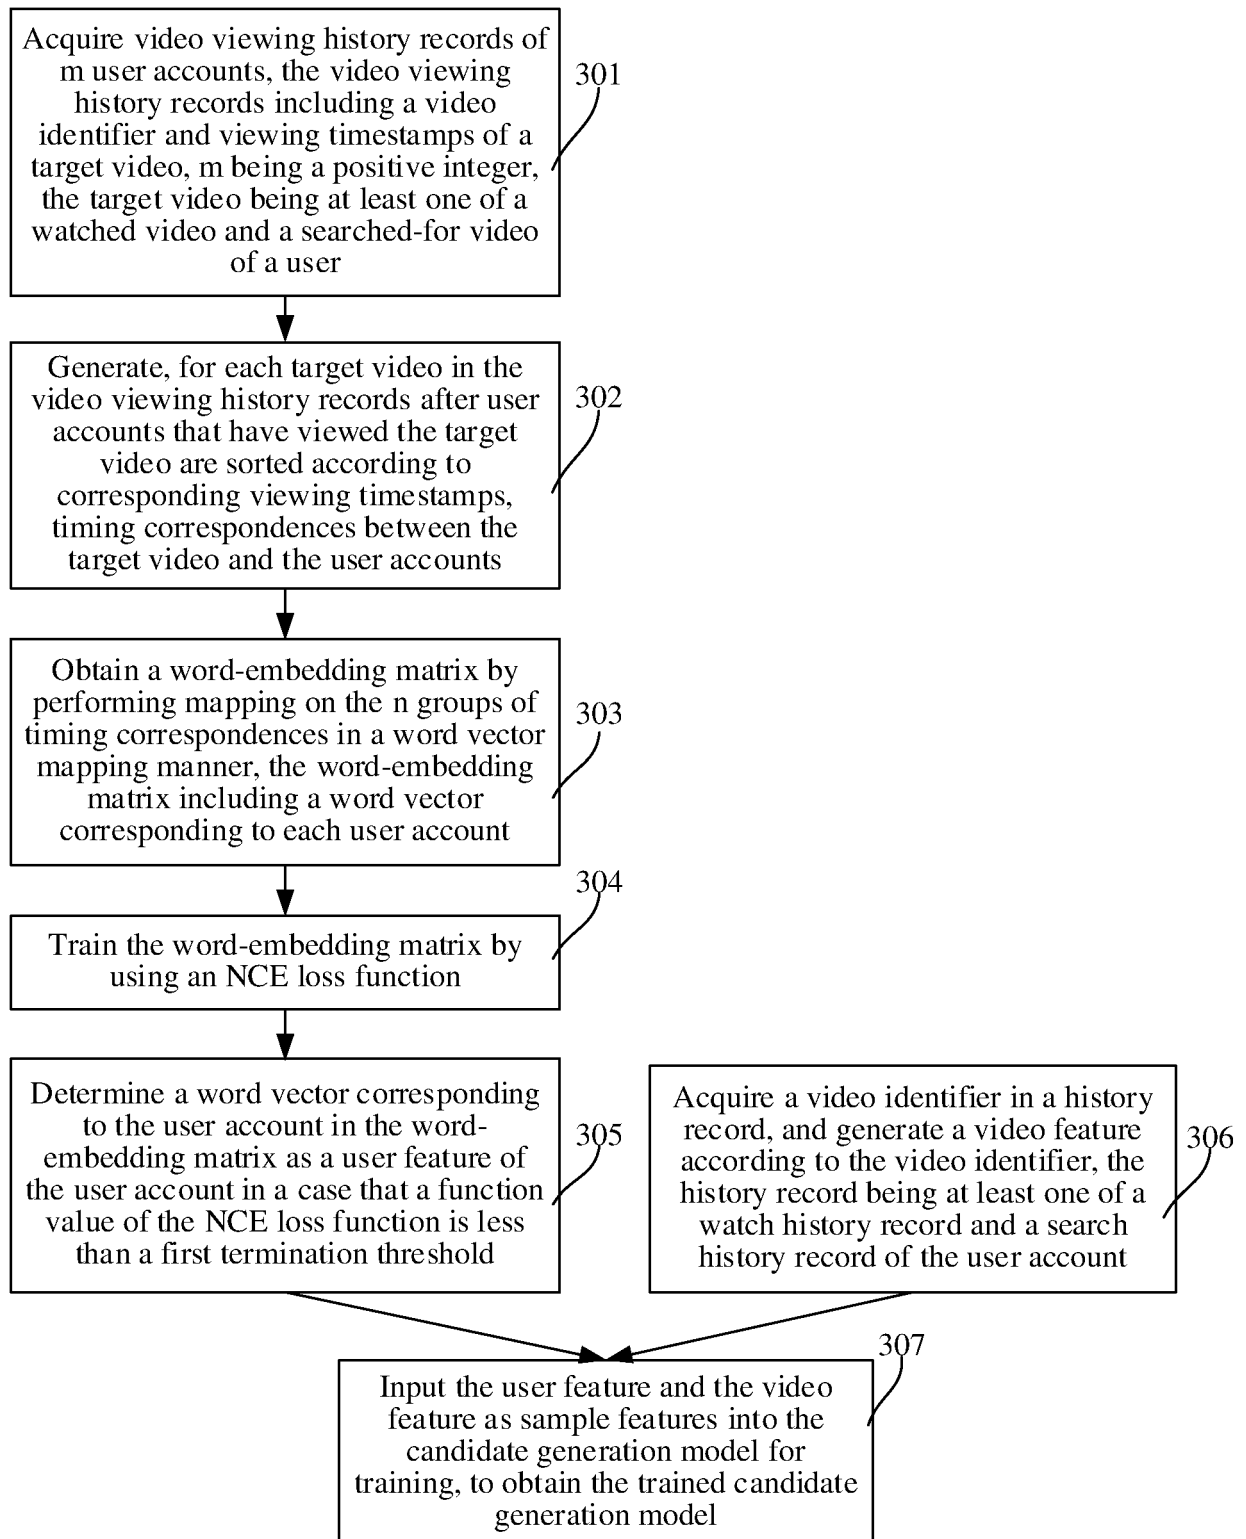 Acquire video viewing history records of
m user accounts, the video viewing
history records including a video
identifier and viewing timestamps of a
target video, m being a positive integer,
the target video being at least one of a
watched video and a searched-for video
of a user
301
Generate, for each target video in the
video viewing history records after user
accounts that have viewed the target
video are sorted according to
corresponding viewing timestamps,
timing correspondences between the
target video and the user accounts
302
Obtain a word-embedding matrix by
performing mapping on the n groups of
timing correspondences in a word vector
mapping manner, the word-embedding
matrix including a word vector
corresponding to each user account
303
304
Train the word-embedding matrix by
using an NCE loss function
Determine a word vector corresponding
to the user account in the word-
embedding matrix as a user feature of
the user account in a case that a function
value of the NCE loss function is less
than a first termination threshold
305
Acquire a video identifier in a history
record, and generate a video feature
according to the video identifier, the
history record being at least one of a
watch history record and a search
history record of the user account
306
307
Input the user feature and the video
feature as sample features into the
candidate generation model for
training, to obtain the trained candidate
generation model